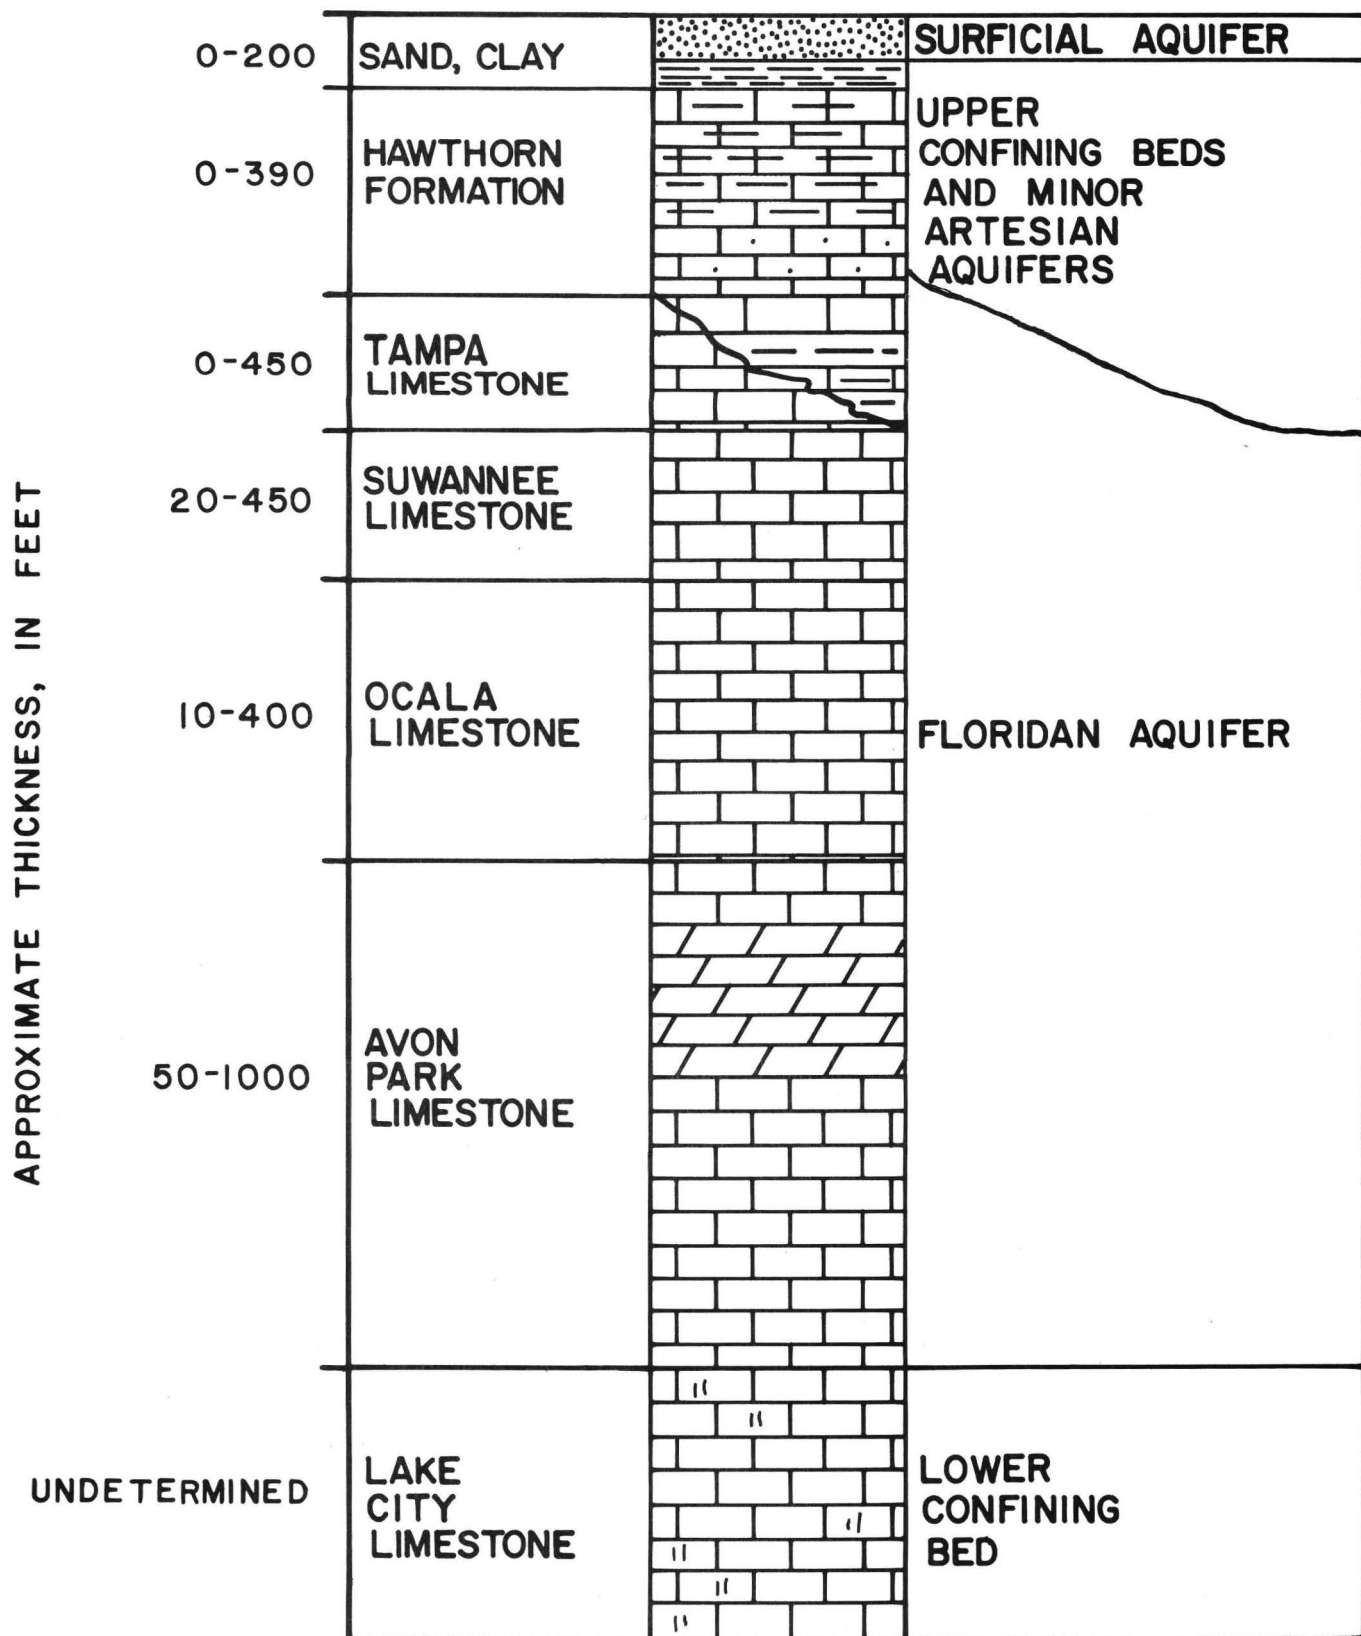 APPROXIMATE THICKNESS, IN FEET
0-200
SAND, CLAY
SURFICIAL AQUIFER
0-390
HAWTHORN
FORMATION
UPPER
CONFINING BEDS
AND MINOR
ARTESIAN
AQUIFERS
0-450
TAMPA
LIMESTONE
20-450
SUWANNEE
LIMESTONE
10-400
OCALA
LIMESTONE
FLORIDAN AQUIFER
50-1000
AVON
PARK
LIMESTONE
UNDETERMINED
LAKE
CITY
LIMESTONE
LOWER
CONFINING
BED